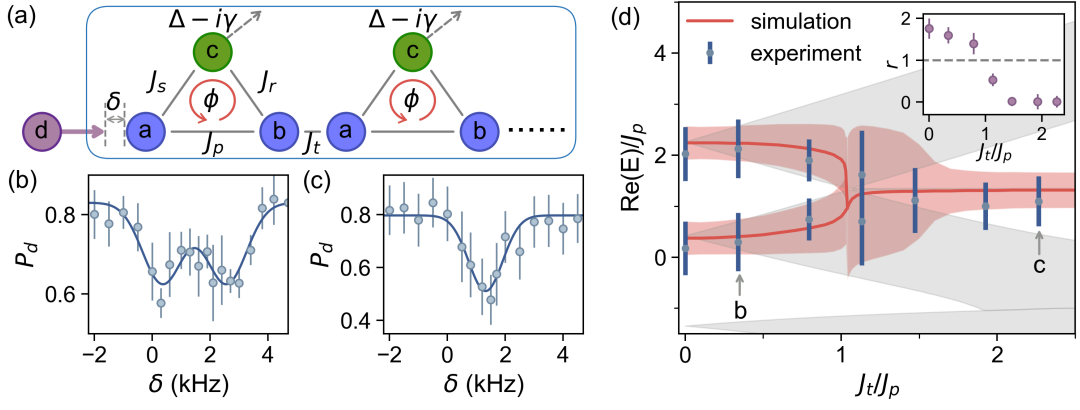 (a)
Δ − iγ
Δ − iγ
c
c
J_s
J_r
ϕ
ϕ
δ
d
a
b
a
b
J_p
J_t
......
(b)
P_d
0.8
0.6
−2
0
2
4
δ (kHz)
(c)
P_d
0.8
0.6
0.4
−2
0
2
4
δ (kHz)
(d)
Re(E)/J_p
4
2
0
0
1
2
J_t/J_p
simulation
experiment
b
c
r
2
1
0
0
1
2
J_t/J_p